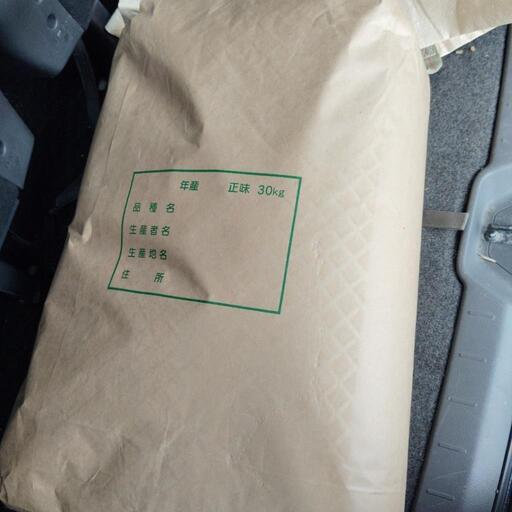 年産 正味 30kg
品種名
生産者名
生産地名
住所